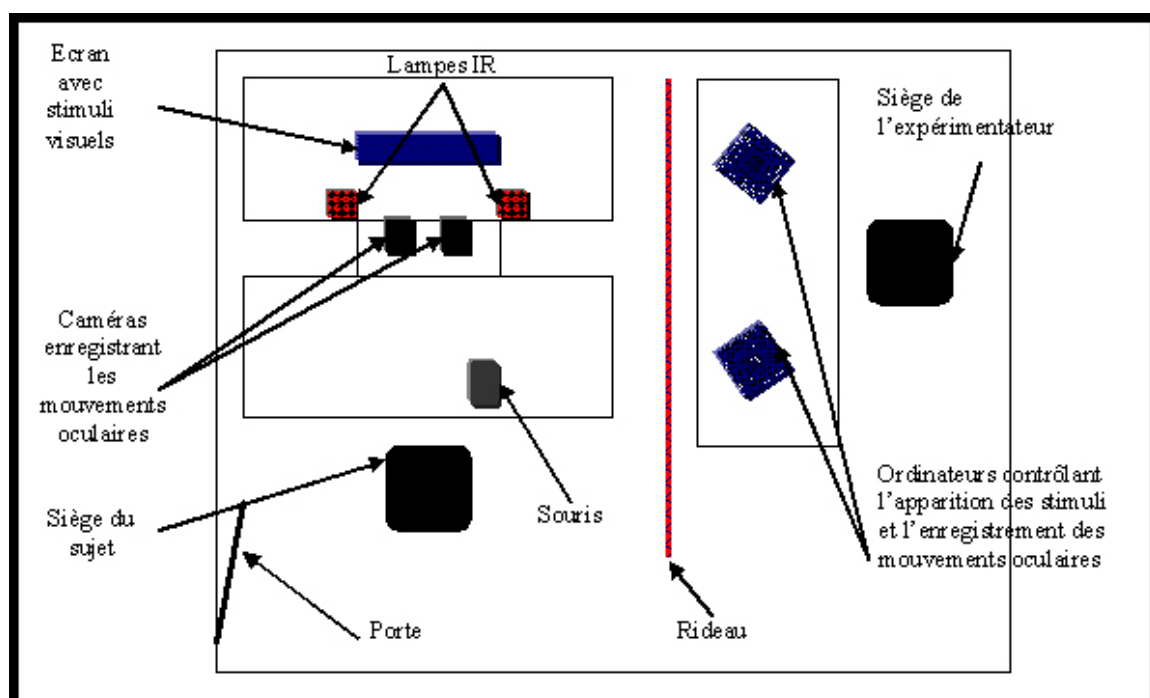 Ecran
avec
stimuli
visuels
Lampes IR
Siège de
l'expérimentateur
Caméras
enregistrant
les
mouvements
oculaires
Siège du
sujet
Souris
Ordinateurs contrôlant
l'apparition des stimuli
et l'enregistrement des
mouvements oculaires
Porte
Rideau